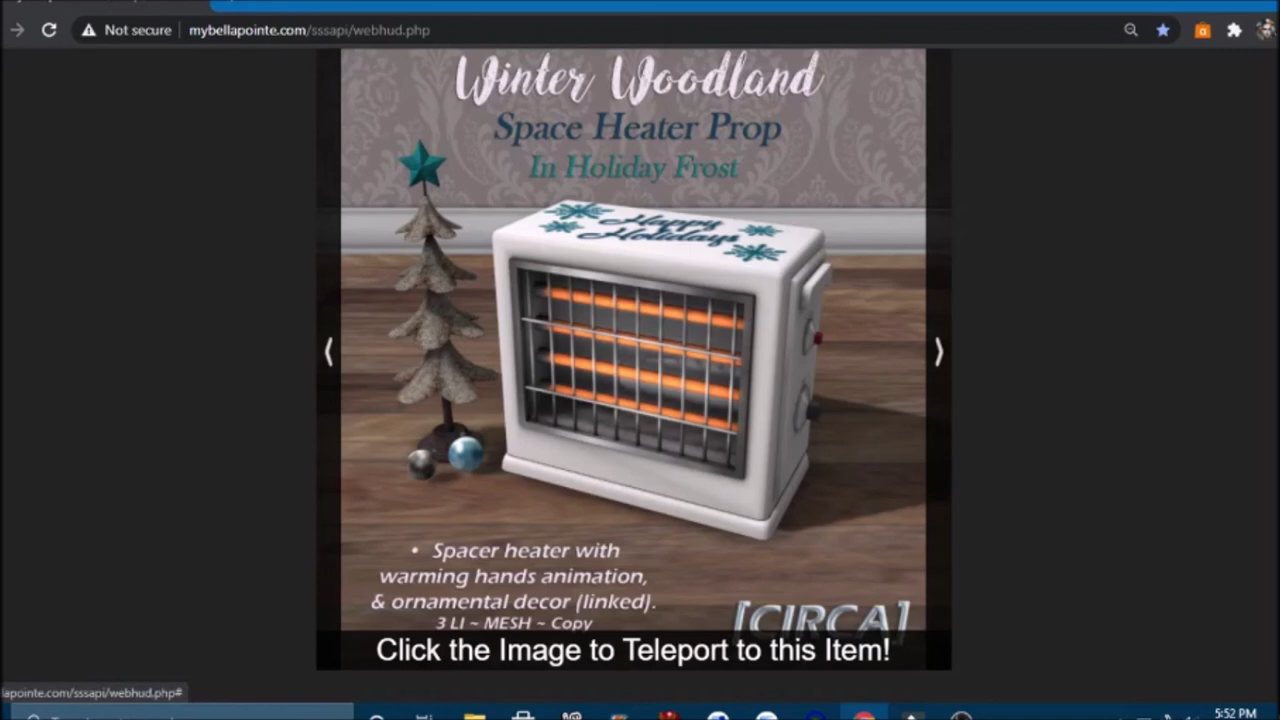 Not secure
mybellapointe.com/sssapi/webhud.php
Winter Woodland
Space Heater Prop
In Holiday Frost
Happy
Holidays
• Spacer heater with
warming hands animation,
& ornamental decor (linked).
3 LI ~ MESH ~ Copy
[CIRCA]
Click the Image to Teleport to this Item!
lapointe.com/sssapi/webhud.php#
5:52 PM